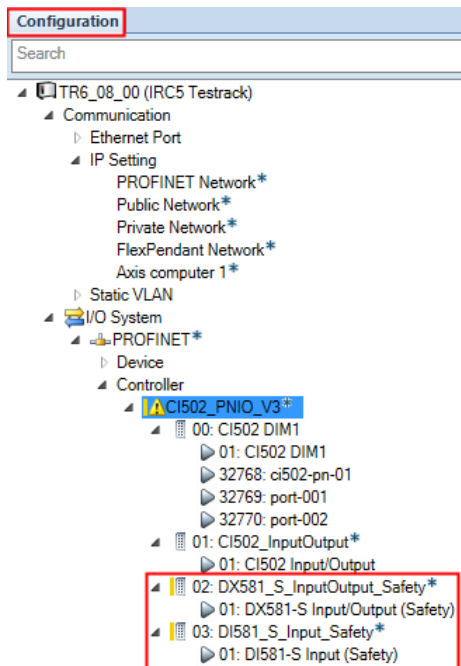 Configuration
Search
TR6_08_00 (IRC5 Testrack)
Communication
Ethernet Port
IP Setting
PROFINET Network*
Public Network*
Private Network*
FlexPendant Network*
Axis computer 1*
Static VLAN
I/O System
PROFINET*
Device
Controller
CI502_PNIO_V3*
00: CI502 DIM1
01: CI502 DIM1
32768: ci502-pn-01
32769: port-001
32770: port-002
01: CI502_InputOutput*
01: CI502 Input/Output
02: DX581_S_InputOutput_Safety*
01: DX581-S Input/Output (Safety)
03: DI581_S_Input_Safety*
01: DI581-S Input (Safety)